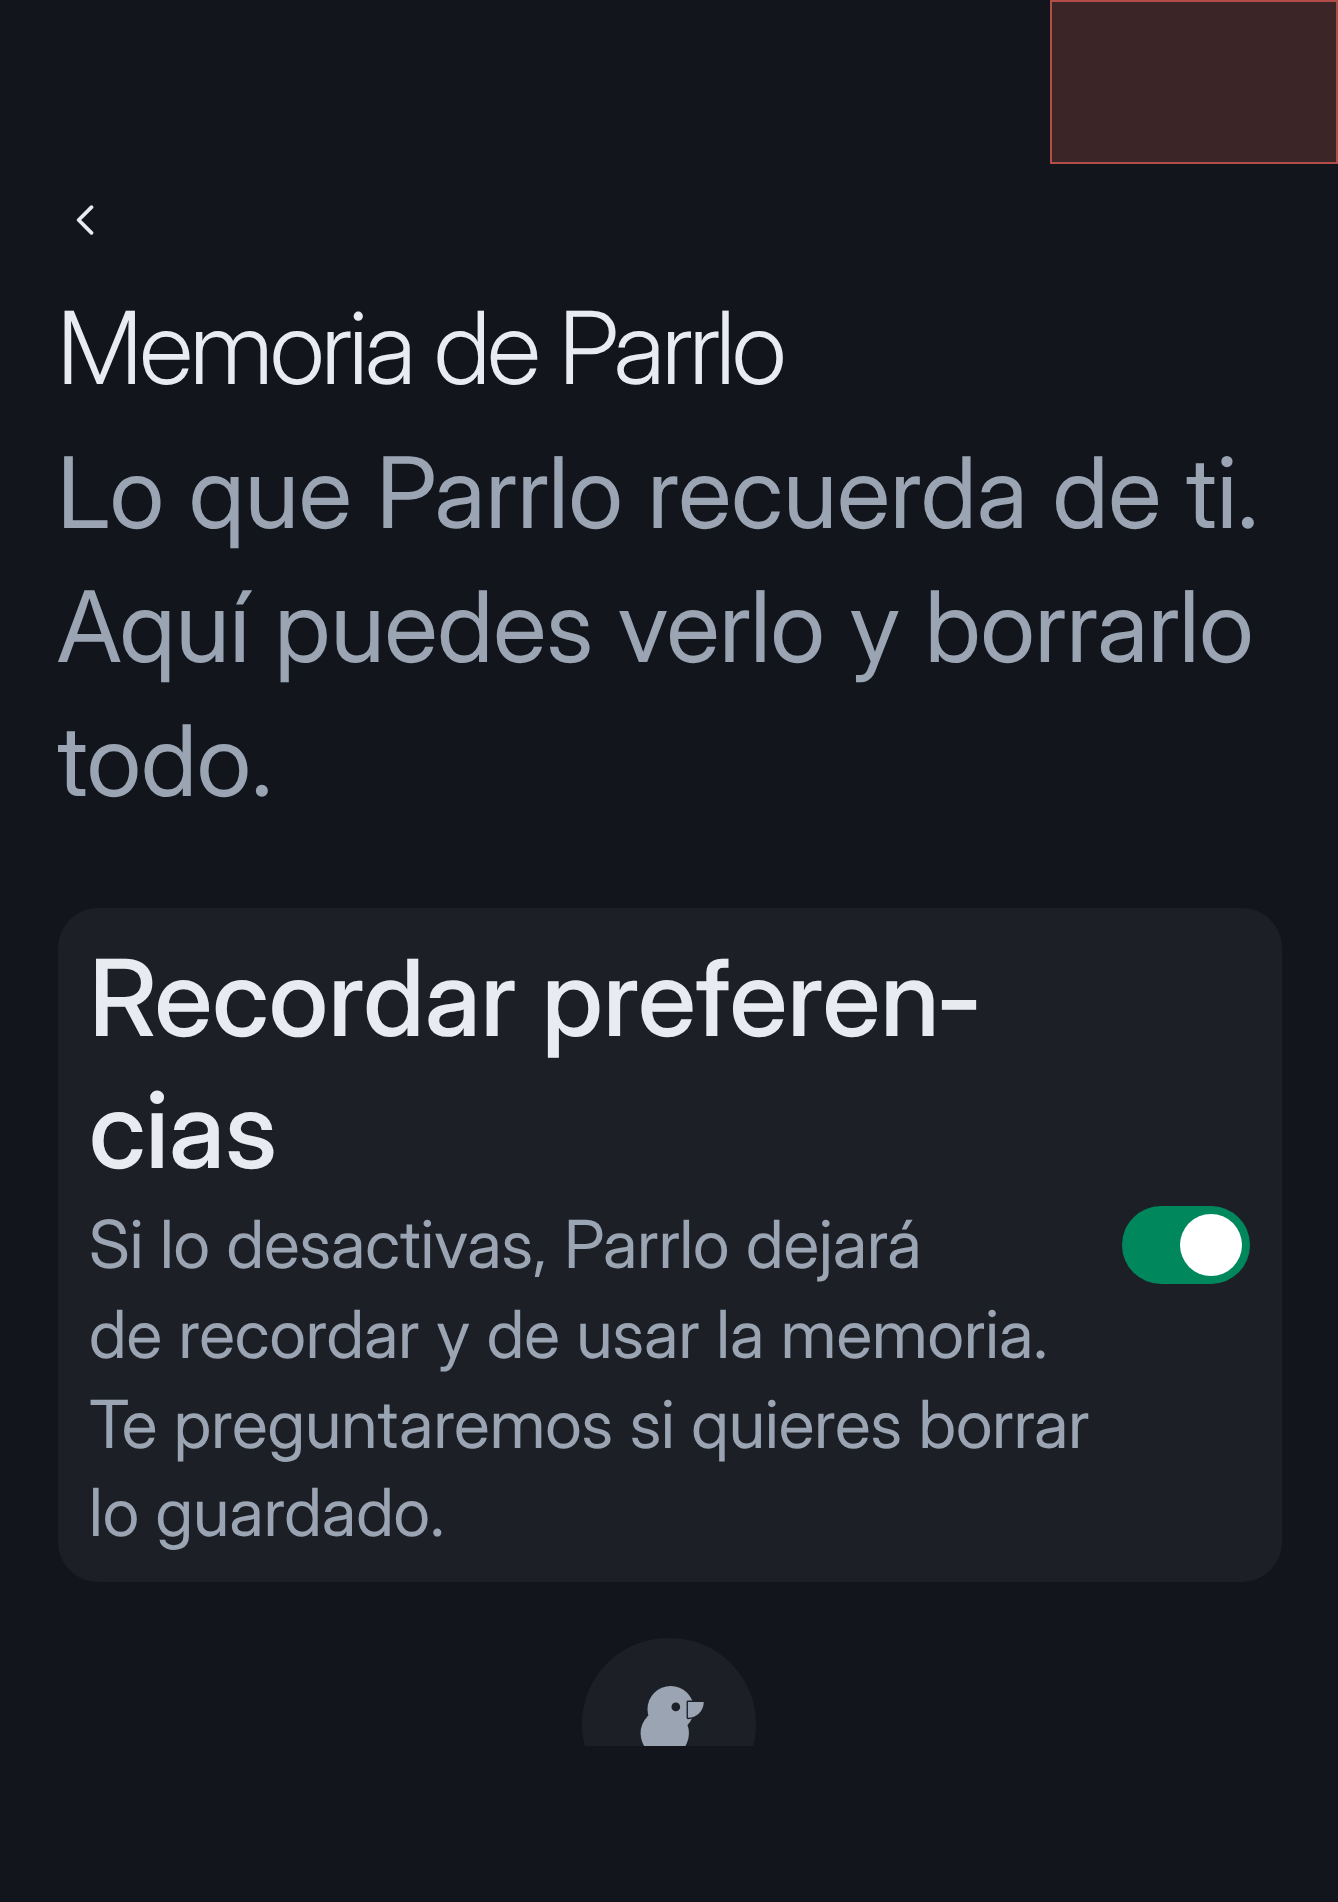 Memoria de Parrlo
Lo que Parrlo recuerda de ti.
Aquí puedes verlo y borrarlo
todo.
Recordar preferen-
cias
Si lo desactivas, Parrlo dejará
de recordar y de usar la memoria.
Te preguntaremos si quieres borrar
lo guardado.